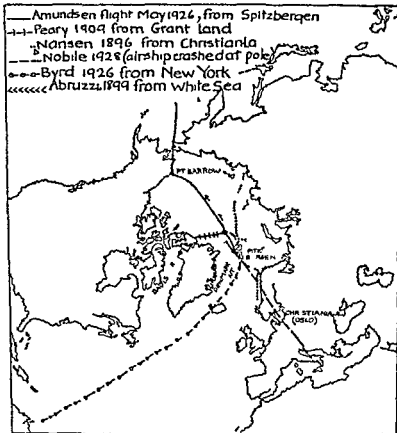 Amundsen flight May 1926, from Spitzbergen
Peary 1909 from Grant Land
Nansen 1896 from Christiania
Nobile 1928 (airship crashed at pole)
Byrd 1926 from New York
Abruzzi 1899 from White Sea
PT BARROW
CHRISTIANIA
(OSLO)